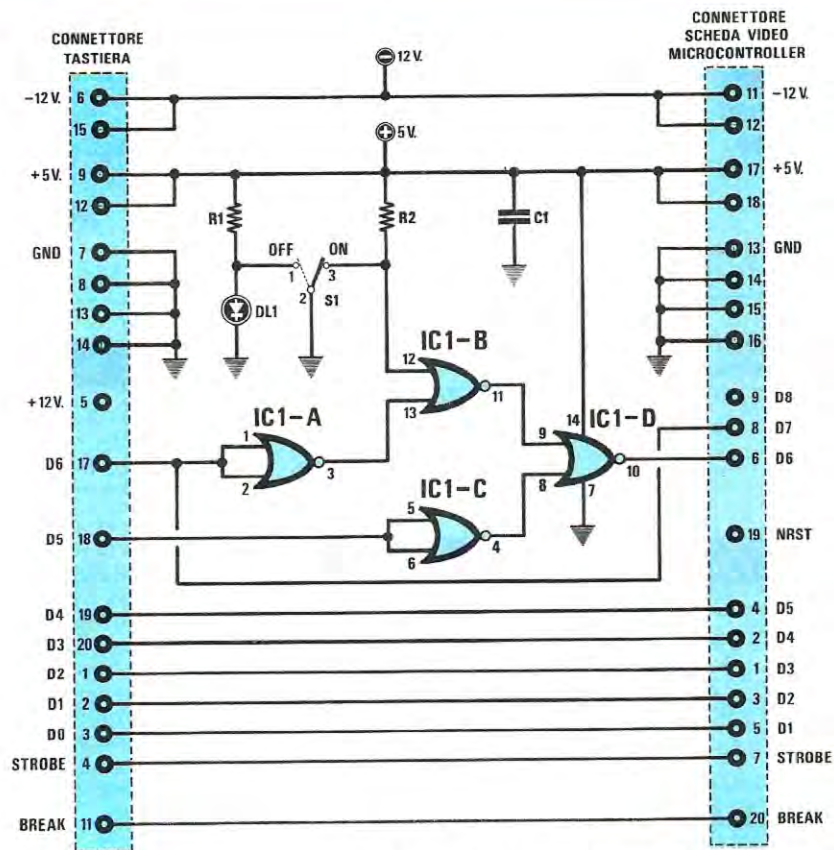 CONNETTORE
TASTIERA
CONNETTORE
SCHEDA VIDEO
MICROCONTROLLER
12 V.
-12 V. 6
15
11 -12 V.
12
5 V.
+5 V. 9
12
17 +5 V.
18
R1
R2
C1
GND 7
8
13
14
13 GND
14
15
16
OFF
ON
1
2
3
S1
DL1
IC1-B
12
13
11
+12 V. 5
IC1-A
1
2
3
IC1-D
14
9
8
10
7
9 D8
8 D7
6 D6
D6 17
IC1-C
5
6
4
D5 18
19 NRST
D4 19
4 D5
D3 20
2 D4
D2 1
1 D3
D1 2
3 D2
D0 3
5 D1
STROBE 4
7 STROBE
BREAK 11
20 BREAK